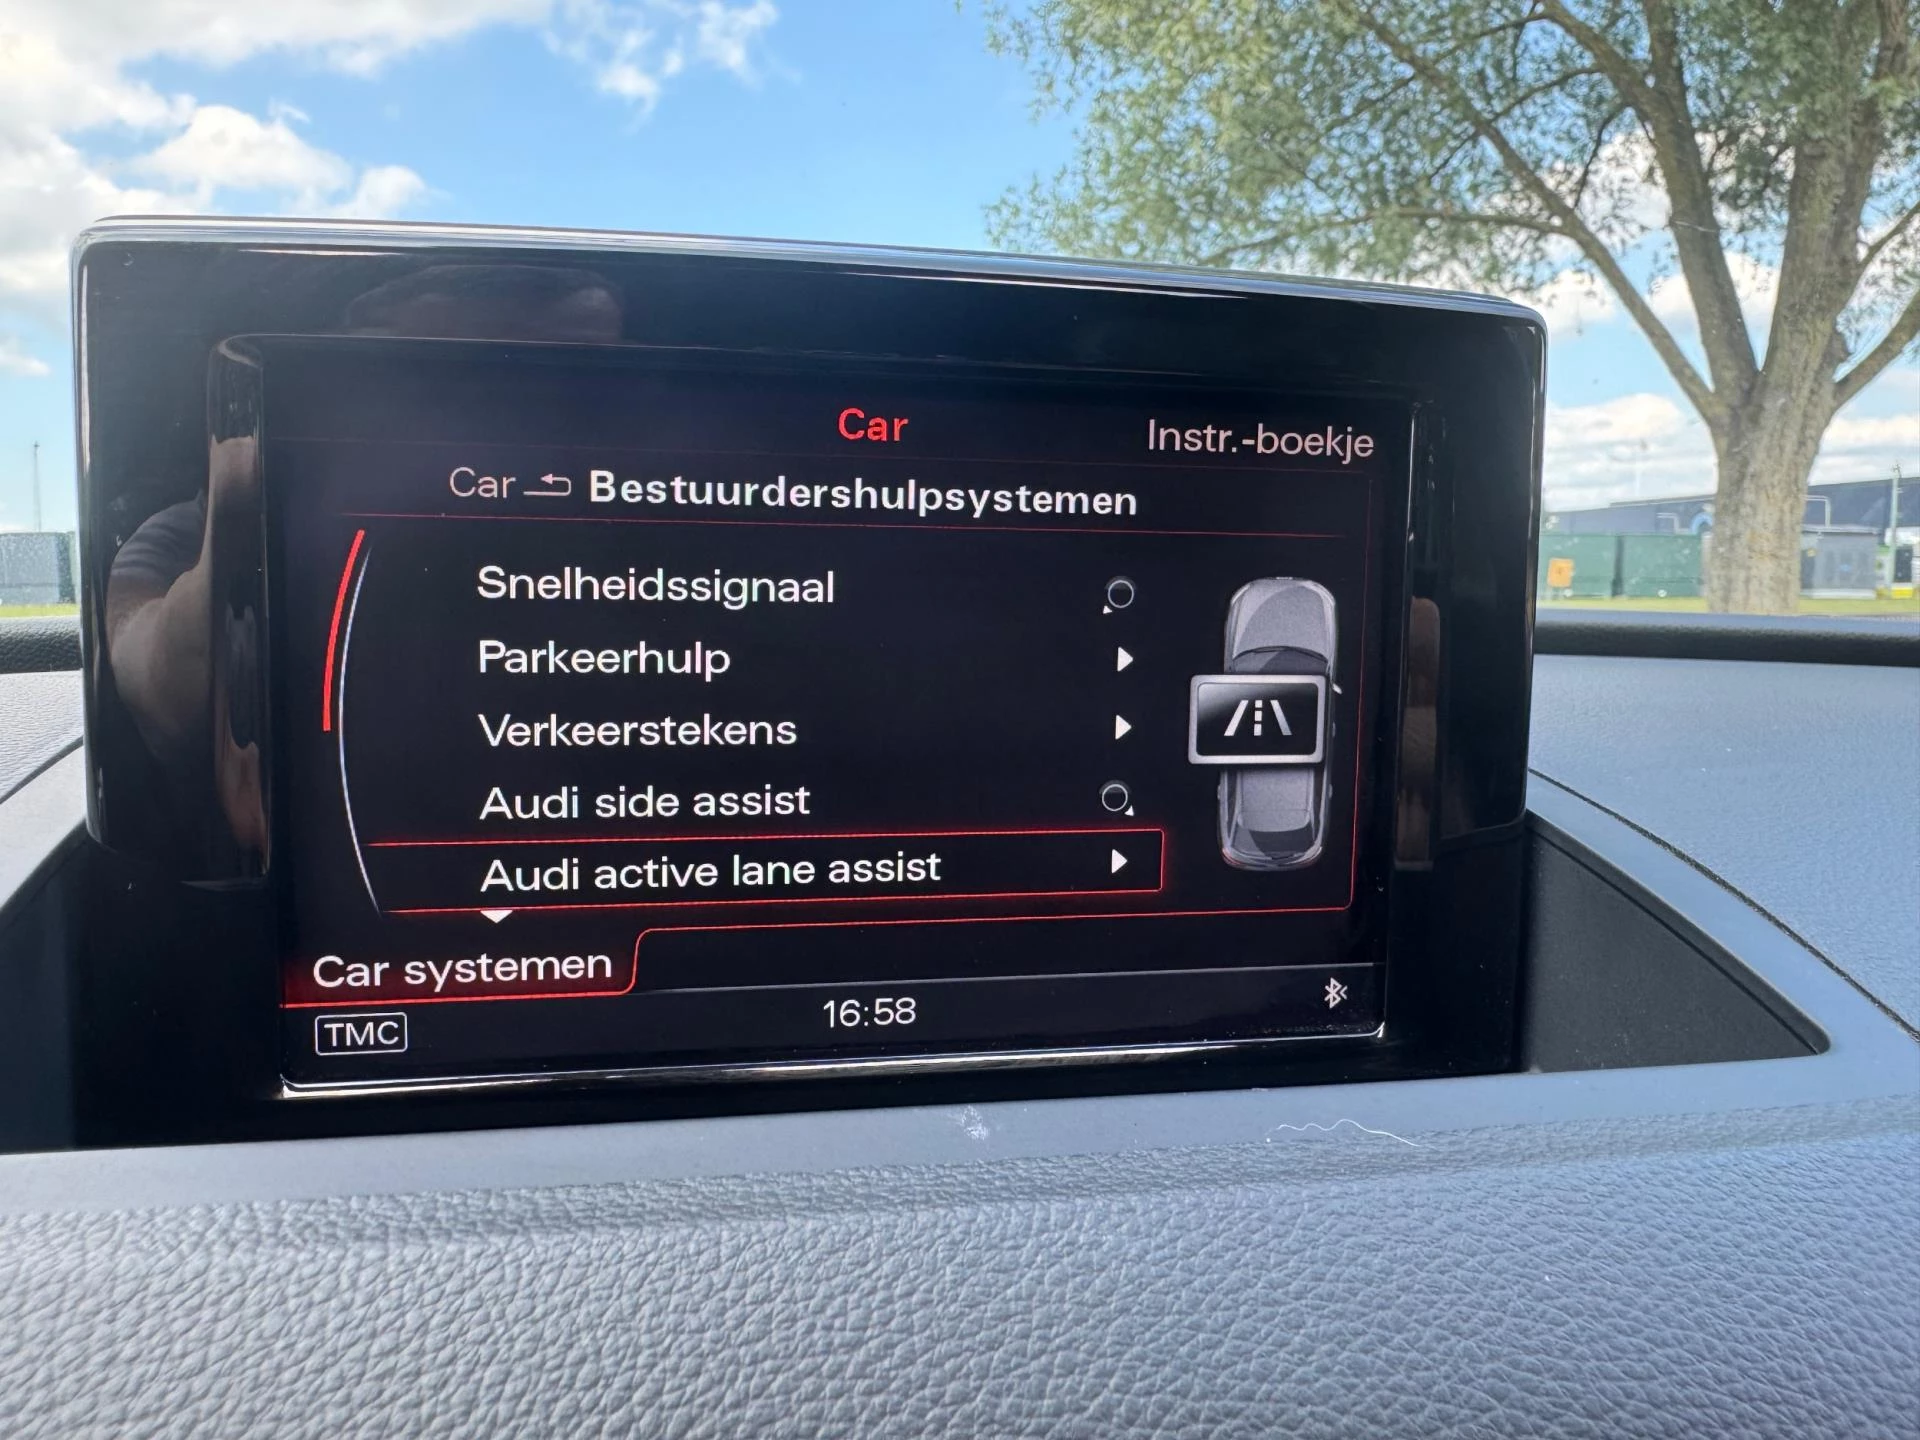 Car
Instr.-boekje
Car Bestuurdershulpsystemen
Snelheidssignaal
Parkeerhulp
Verkeerstekens
Audi side assist
Audi active lane assist
Car systemen
TMC
16:58